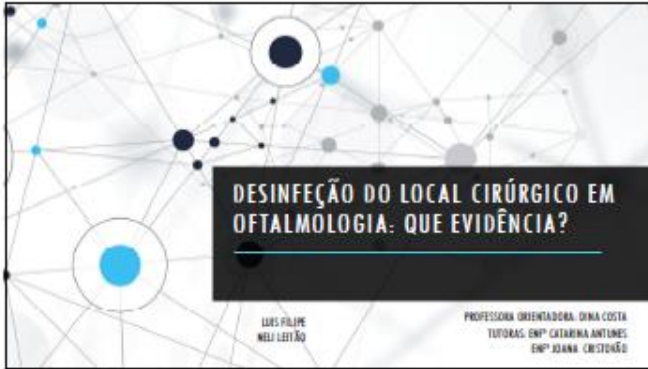 DESINFEÇÃO DO LOCAL CIRÚRGICO EM
OFTALMOLOGIA: QUE EVIDÊNCIA?
LUIS FILIPE
NELI LEITÃO
PROFESSORA ORIENTADORA: DINA COSTA
TUTORAS: ENFª CATARINA ANTUNES
ENFª JOANA CRISTOVÃO